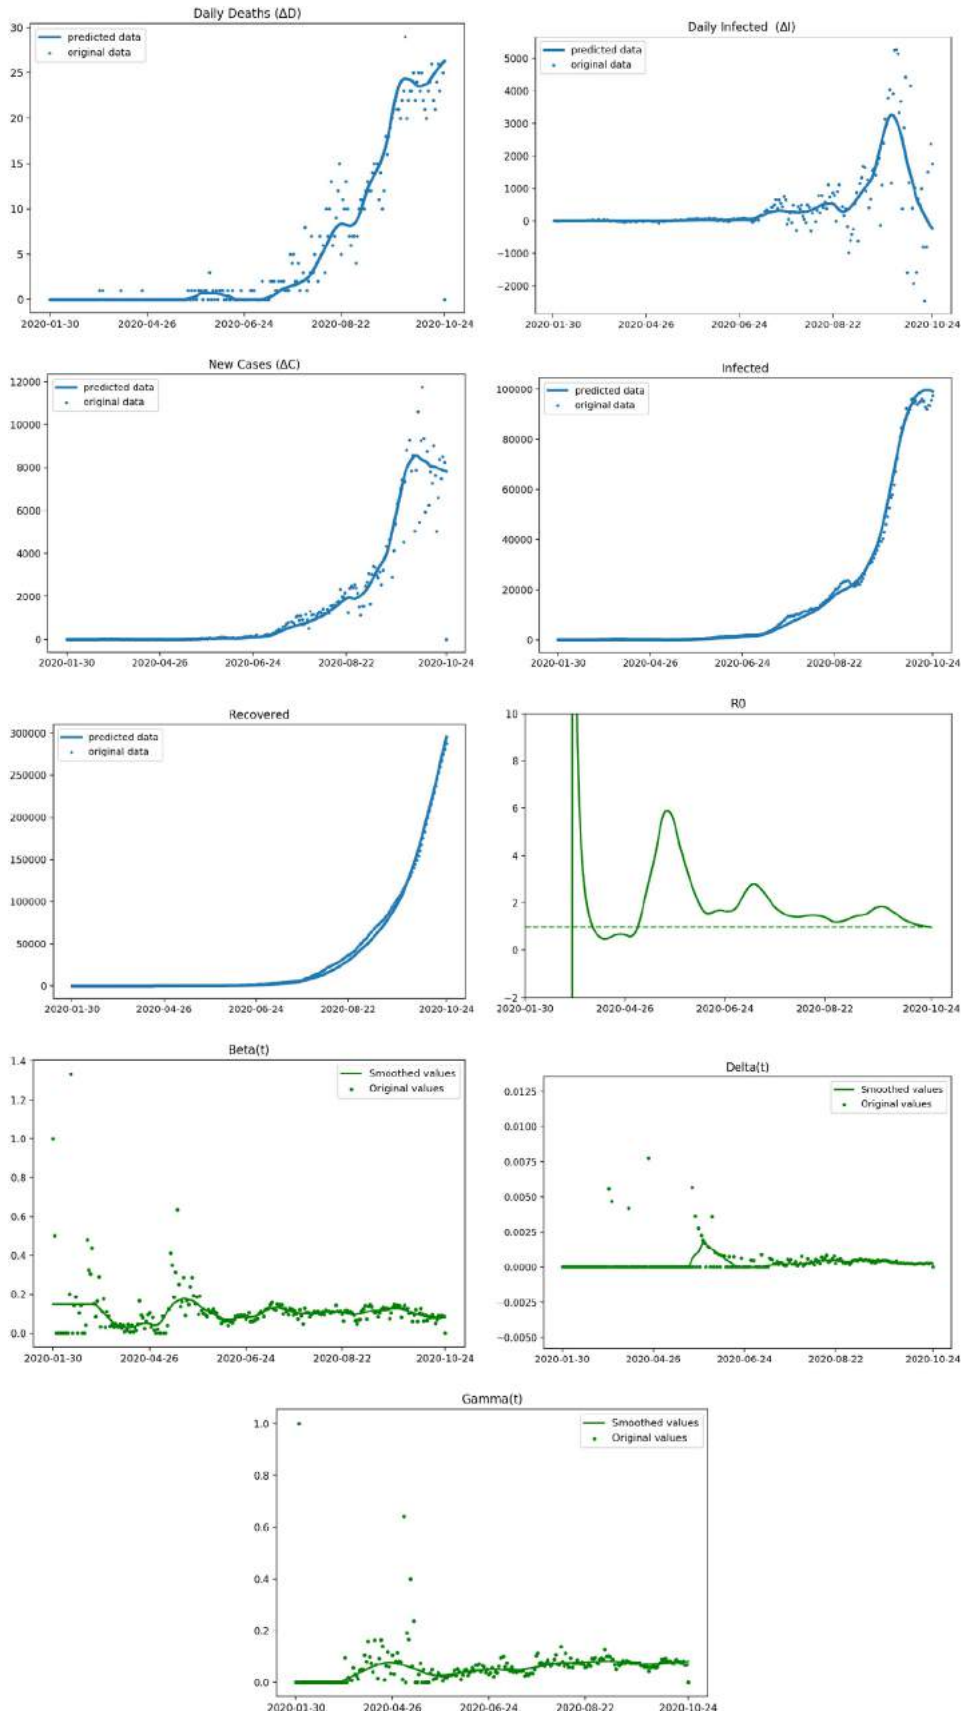 Daily Deaths (ΔD)
predicted data
original data
30
25
20
15
10
5
0
2020-01-30 2020-04-26 2020-06-24 2020-08-22 2020-10-24
Daily Infected (ΔI)
predicted data
original data
5000
4000
3000
2000
1000
0
−1000
−2000
2020-01-30 2020-04-26 2020-06-24 2020-08-22 2020-10-24
New Cases (ΔC)
predicted data
original data
12000
10000
8000
6000
4000
2000
0
2020-01-30 2020-04-26 2020-06-24 2020-08-22 2020-10-24
Infected
predicted data
original data
100000
80000
60000
40000
20000
0
2020-01-30 2020-04-26 2020-06-24 2020-08-22 2020-10-24
Recovered
predicted data
original data
300000
250000
200000
150000
100000
50000
0
2020-01-30 2020-04-26 2020-06-24 2020-08-22 2020-10-24
R0
10
8
6
4
2
0
−2
2020-01-30 2020-04-26 2020-06-24 2020-08-22 2020-10-24
Beta(t)
Smoothed values
Original values
1.4
1.2
1.0
0.8
0.6
0.4
0.2
0.0
2020-01-30 2020-04-26 2020-06-24 2020-08-22 2020-10-24
Delta(t)
Smoothed values
Original values
0.0125
0.0100
0.0075
0.0050
0.0025
0.0000
−0.0025
−0.0050
2020-01-30 2020-04-26 2020-06-24 2020-08-22 2020-10-24
Gamma(t)
Smoothed values
Original values
1.0
0.8
0.6
0.4
0.2
0.0
2020-01-30 2020-04-26 2020-06-24 2020-08-22 2020-10-24